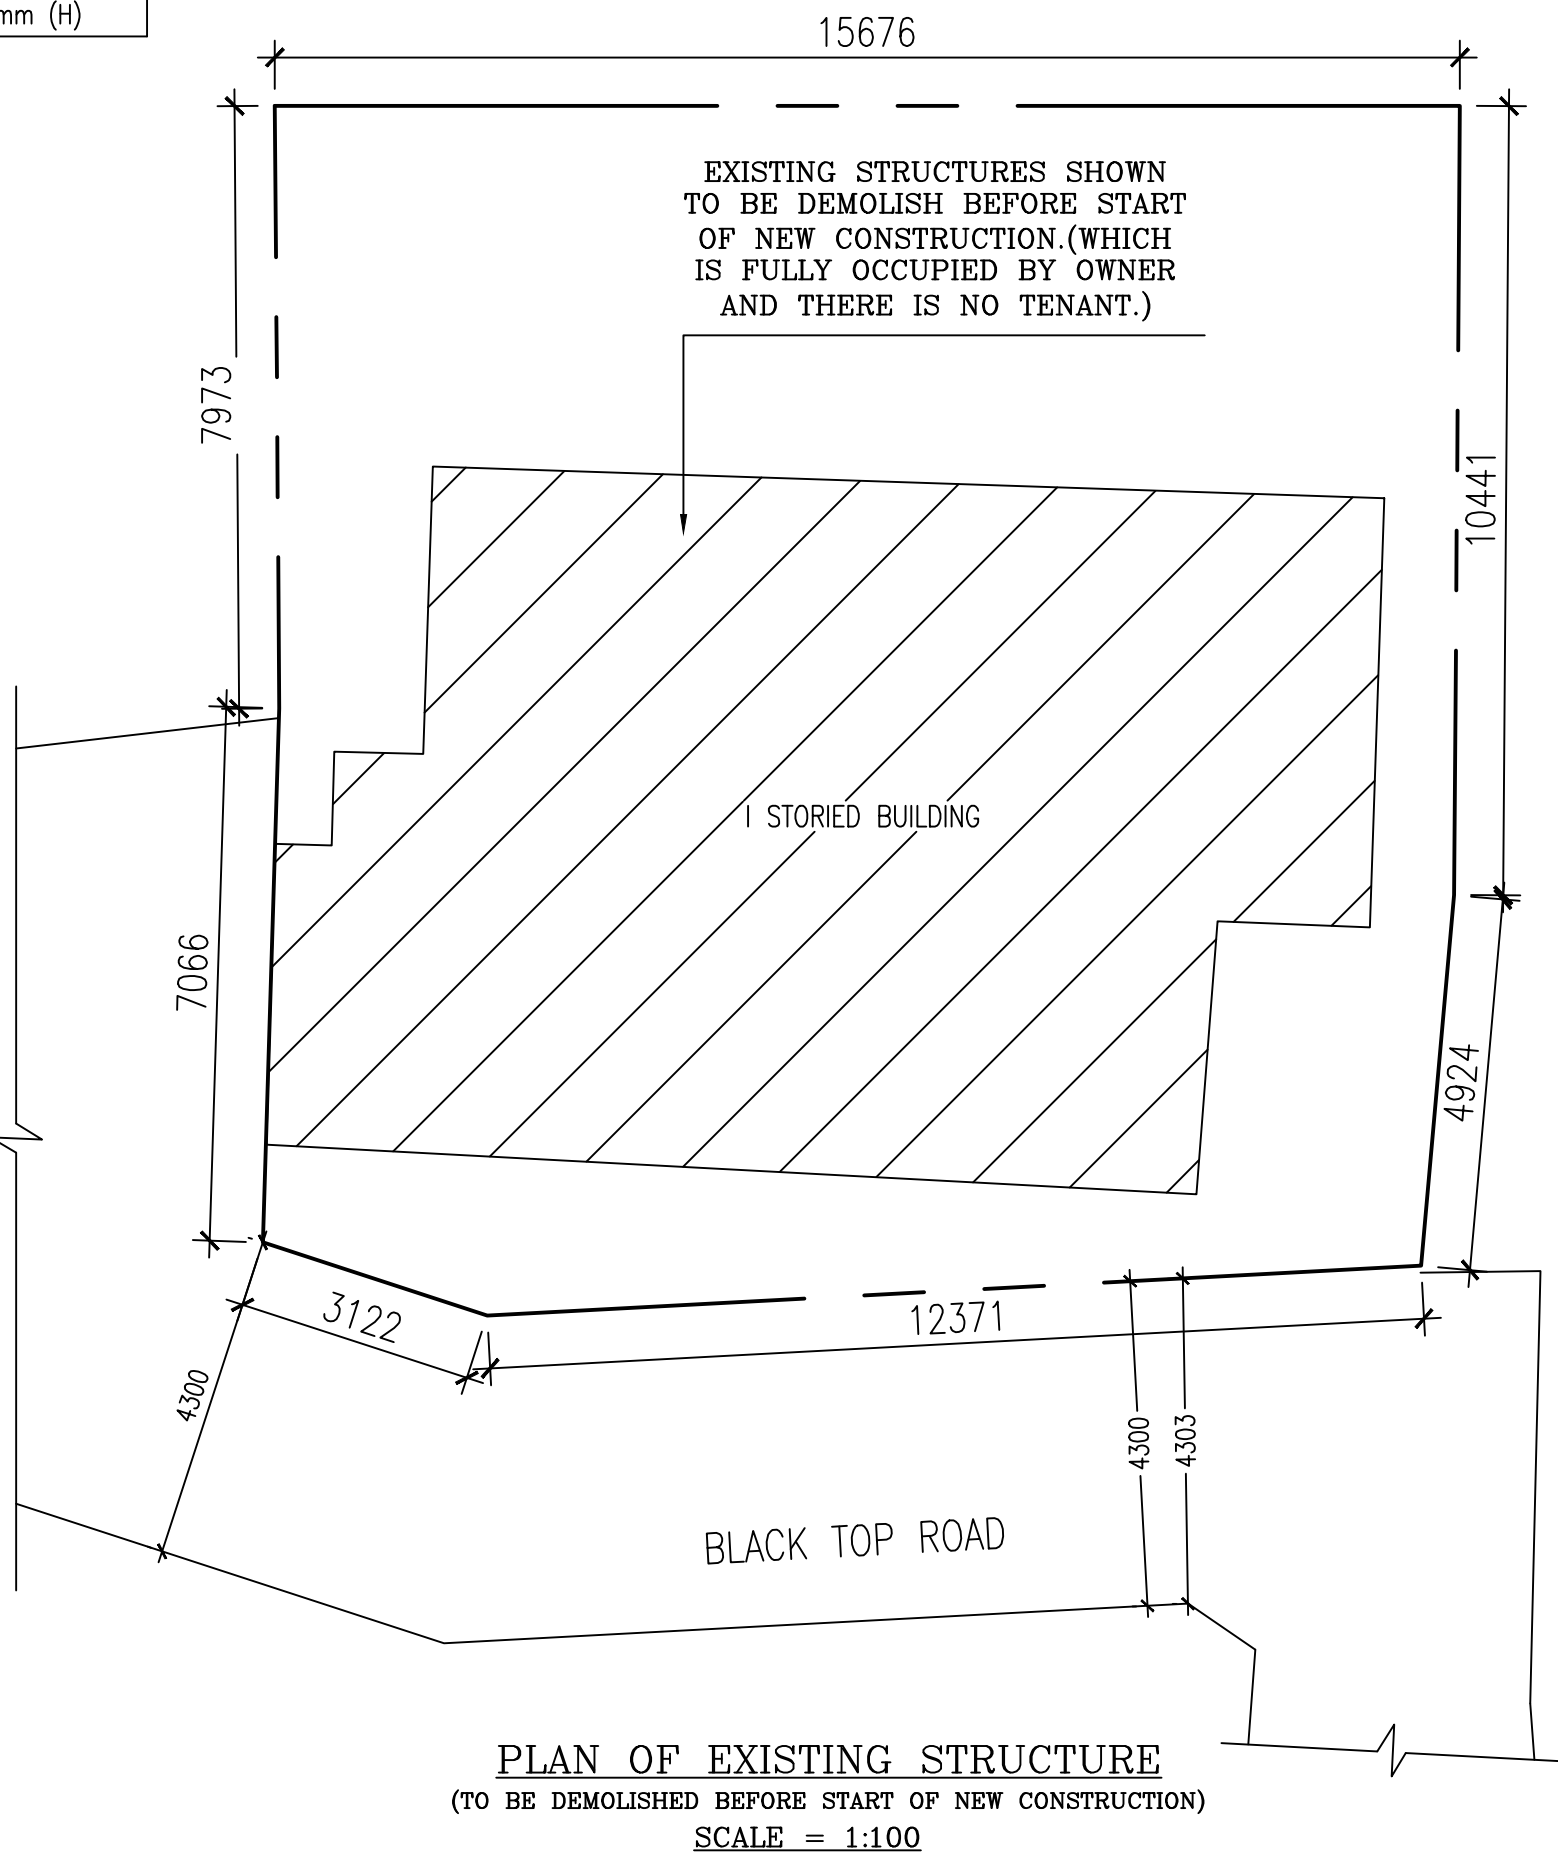 mm (H)
15676
EXISTING STRUCTURES SHOWN
TO BE DEMOLISH BEFORE START
OF NEW CONSTRUCTION.(WHICH
IS FULLY OCCUPIED BY OWNER
AND THERE IS NO TENANT.)
7973
10441
I STORIED BUILDING
7066
4924
3122
12371
4300
4300
4303
BLACK TOP ROAD
PLAN OF EXISTING STRUCTURE
(TO BE DEMOLISHED BEFORE START OF NEW CONSTRUCTION)
SCALE = 1:100